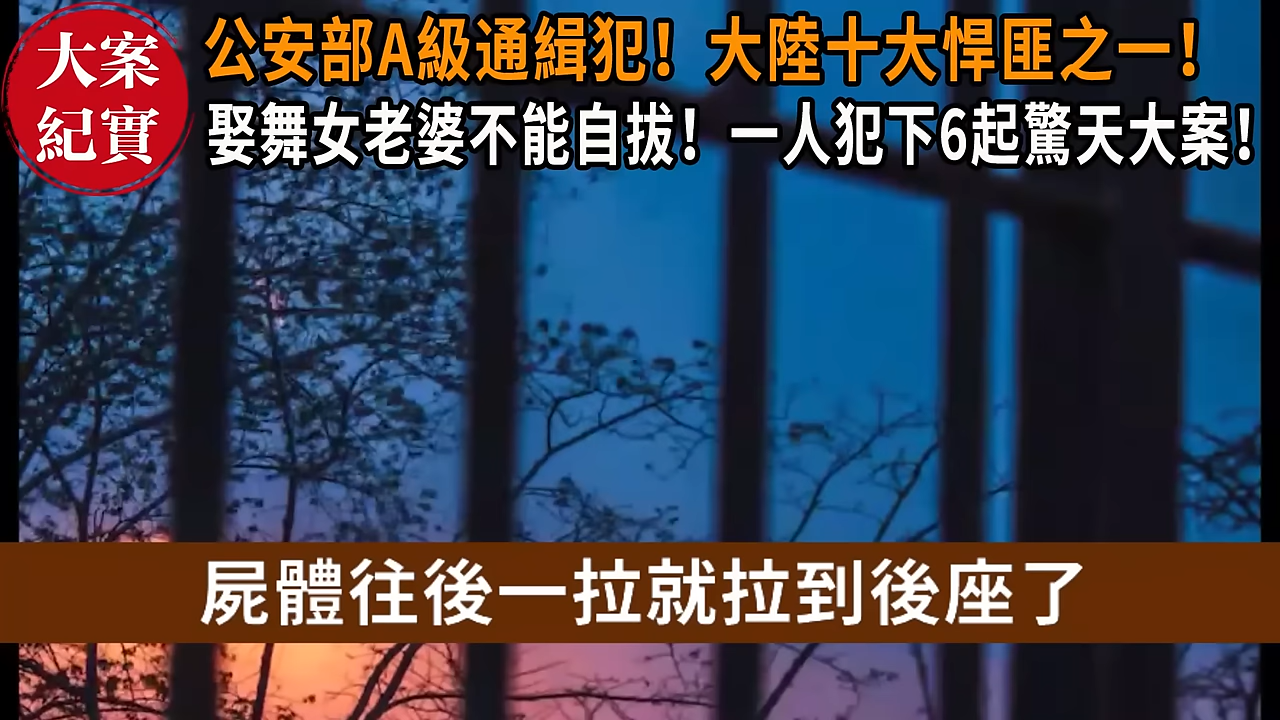 大案
紀實
公安部A級通緝犯！大陸十大悍匪之一！
娶舞女老婆不能自拔！一人犯下6起驚天大案！
屍體往後一拉就拉到後座了